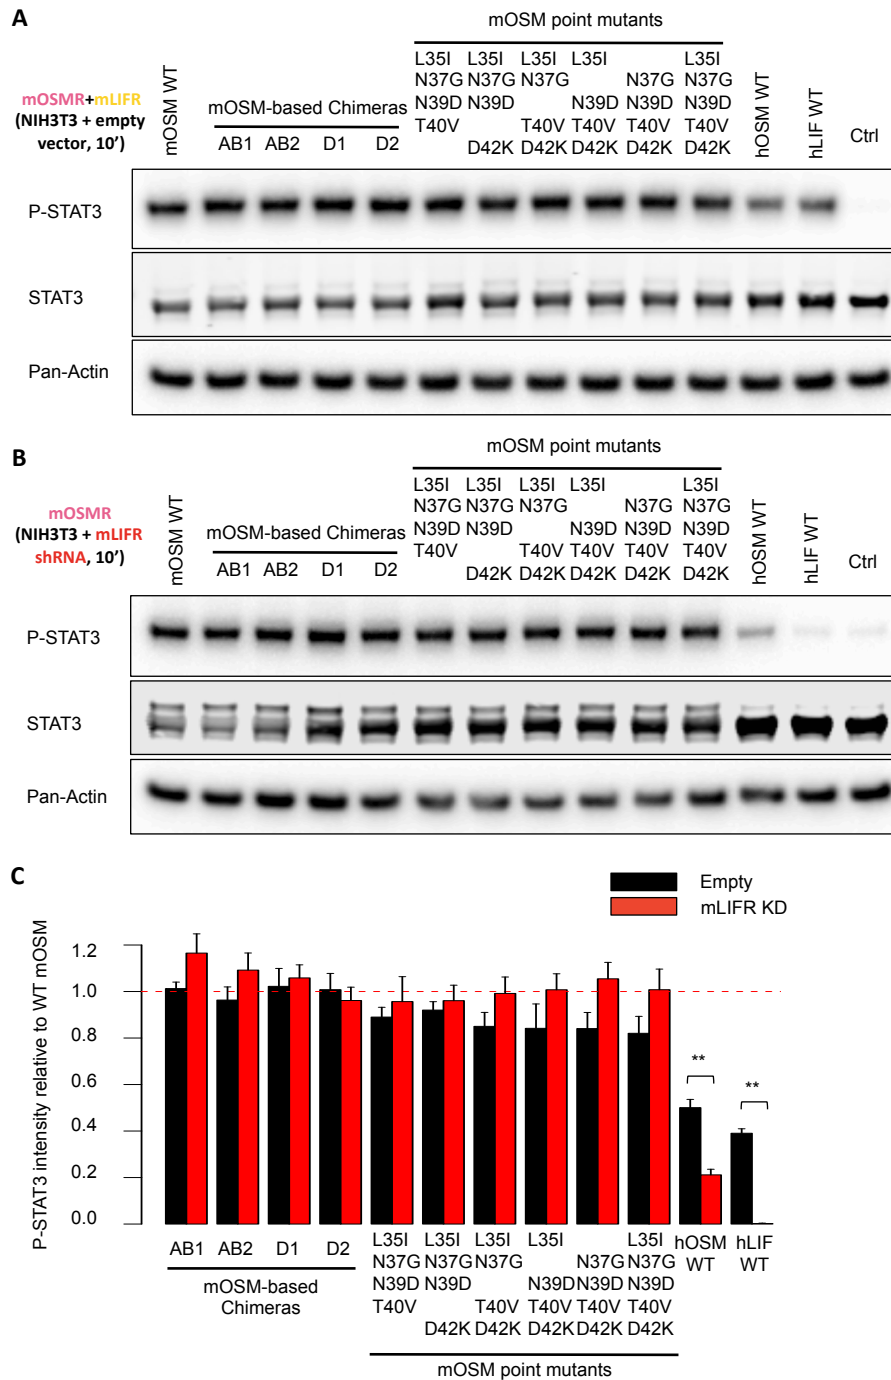 A
mOSM point mutants
mOSMR+mLIFR
(NIH3T3 + empty
vector, 10’)
mOSM WT
mOSM-based Chimeras
AB1 AB2 D1 D2
L35I L35I L35I L35I L35I
N37G N37G N37G N37G N37G
N39D N39D N39D N39D N39D
T40V T40V T40V T40V T40V
D42K D42K D42K D42K D42K
hOSM WT
hLIF WT
Ctrl
P-STAT3
STAT3
Pan-Actin
B
mOSM point mutants
mOSMR
(NIH3T3 + mLIFR
shRNA, 10’)
mOSM WT
mOSM-based Chimeras
AB1 AB2 D1 D2
L35I L35I L35I L35I L35I
N37G N37G N37G N37G N37G
N39D N39D N39D N39D N39D
T40V T40V T40V T40V T40V
D42K D42K D42K D42K D42K
hOSM WT
hLIF WT
Ctrl
P-STAT3
STAT3
Pan-Actin
C
Empty
mLIFR KD
P-STAT3 intensity relative to WT mOSM
1.2
1.0
0.8
0.6
0.4
0.2
0.0
**
**
AB1 AB2 D1 D2
mOSM-based
Chimeras
L35I L35I L35I L35I L35I
N37G N37G N37G N37G N37G
N39D N39D N39D N39D N39D
T40V T40V T40V T40V T40V
D42K D42K D42K D42K D42K
hOSM hLIF
WT WT
mOSM point mutants